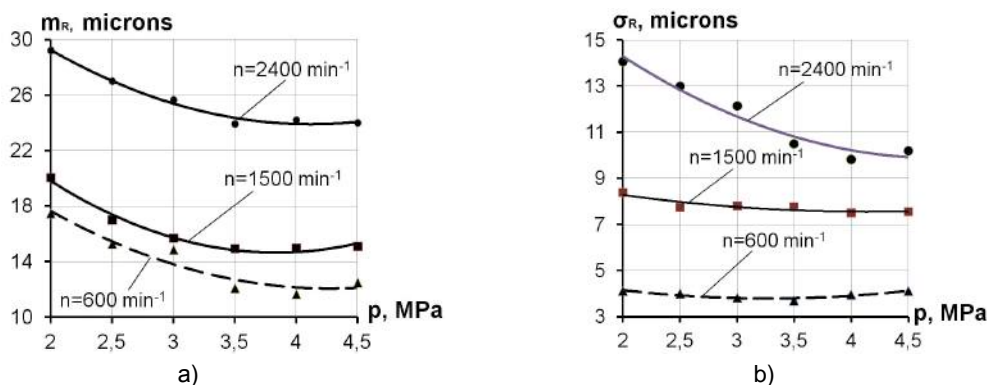 mR, microns
30
26
22
18
14
10
n=2400 min-1
n=1500 min-1
n=600 min-1
p, MPa
2 2,5 3 3,5 4 4,5
a)
σR, microns
15
13
11
9
7
5
3
n=2400 min-1
n=1500 min-1
n=600 min-1
p, MPa
2 2,5 3 3,5 4 4,5
b)